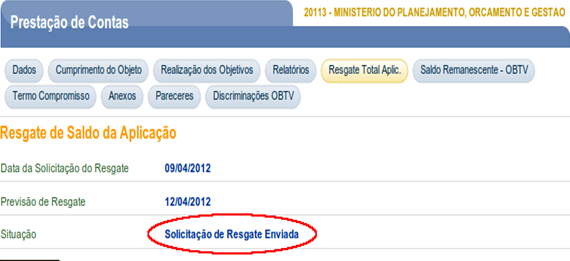 20113 - MINISTERIO DO PLANEJAMENTO, ORCAMENTO E GESTAO
Prestação de Contas
Dados Cumprimento do Objeto Realização dos Objetivos Relatórios Resgate Total Aplic. Saldo Remanescente - OBTV
Termo Compromisso Anexos Pareceres Discriminações OBTV
Resgate de Saldo da Aplicação
Data da Solicitação do Resgate 09/04/2012
Previsão de Resgate 12/04/2012
Situação Solicitação de Resgate Enviada